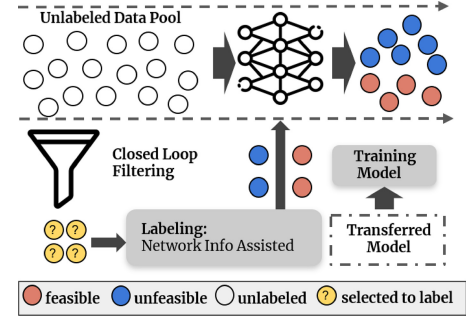 Unlabeled Data Pool
Closed Loop
Filtering
Training
Model
? ?
? ?
Labeling:
Network Info Assisted
Transferred
Model
feasible unfeasible unlabeled ? selected to label